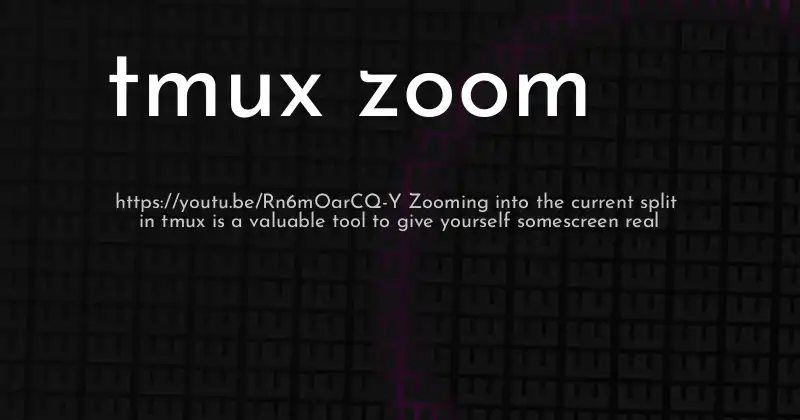 tmux zoom
https://youtu.be/Rn6mOarCQ-Y Zooming into the current split
in tmux is a valuable tool to give yourself somescreen real